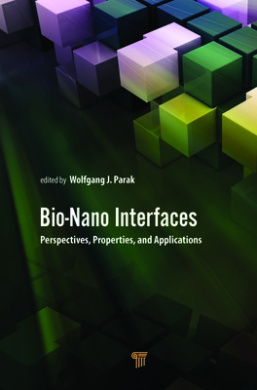 edited by Wolfgang J. Parak
Bio-Nano Interfaces
Perspectives, Properties, and Applications